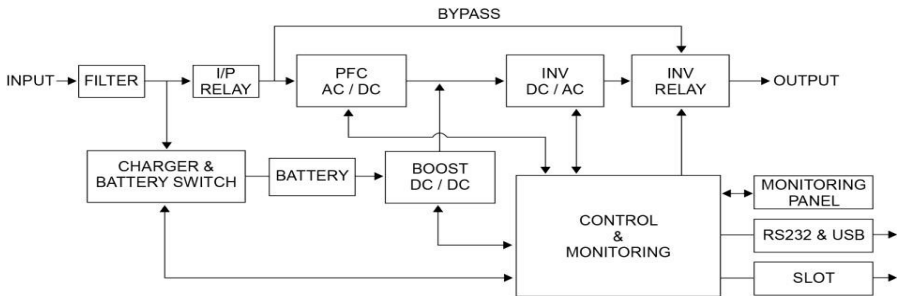 BYPASS
INPUT
FILTER
I/P
RELAY
PFC
AC / DC
INV
DC / AC
INV
RELAY
OUTPUT
CHARGER &
BATTERY SWITCH
BATTERY
BOOST
DC / DC
CONTROL
&
MONITORING
MONITORING
PANEL
RS232 & USB
SLOT